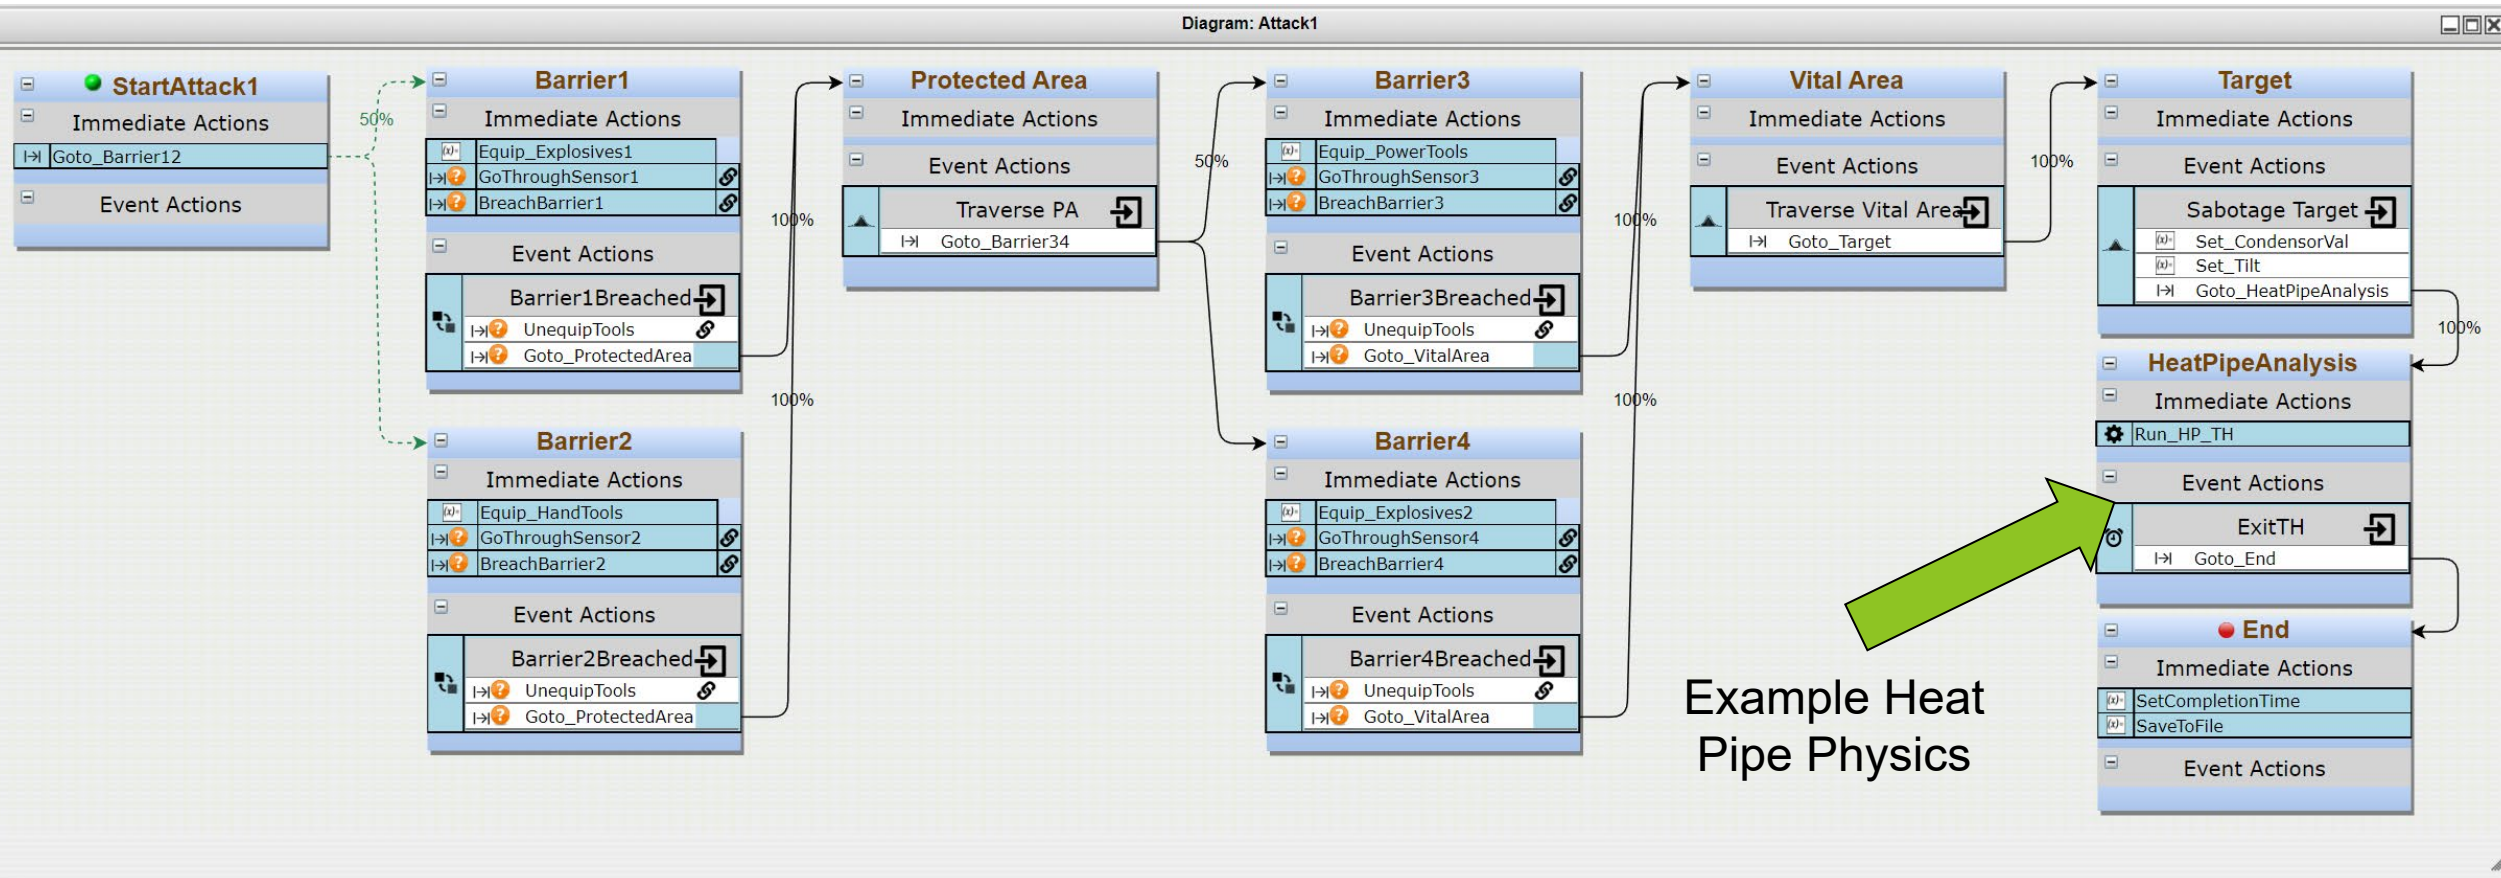 Diagram: Attack1
StartAttack1
Immediate Actions
Goto_Barrier12
Event Actions
50%
Barrier1
Immediate Actions
Equip_Explosives1
GoThroughSensor1
BreachBarrier1
Event Actions
Barrier1Breached
UnequipTools
Goto_ProtectedArea
100%
Barrier2
Immediate Actions
Equip_HandTools
GoThroughSensor2
BreachBarrier2
Event Actions
Barrier2Breached
UnequipTools
Goto_ProtectedArea
100%
Protected Area
Immediate Actions
Event Actions
Traverse PA
Goto_Barrier34
50%
Barrier3
Immediate Actions
Equip_PowerTools
GoThroughSensor3
BreachBarrier3
Event Actions
Barrier3Breached
UnequipTools
Goto_VitalArea
100%
Barrier4
Immediate Actions
Equip_Explosives2
GoThroughSensor4
BreachBarrier4
Event Actions
Barrier4Breached
UnequipTools
Goto_VitalArea
100%
Vital Area
Immediate Actions
Event Actions
Traverse Vital Area
Goto_Target
100%
Target
Immediate Actions
Event Actions
Sabotage Target
Set_CondensorVal
Set_Tilt
Goto_HeatPipeAnalysis
100%
HeatPipeAnalysis
Immediate Actions
Run_HP_TH
Event Actions
ExitTH
Goto_End
End
Immediate Actions
SetCompletionTime
SaveToFile
Event Actions
Example Heat
Pipe Physics